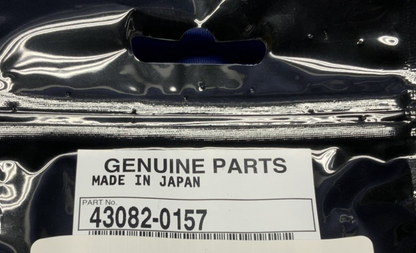 GENUINE PARTS
MADE IN JAPAN
PART No.
43082-0157